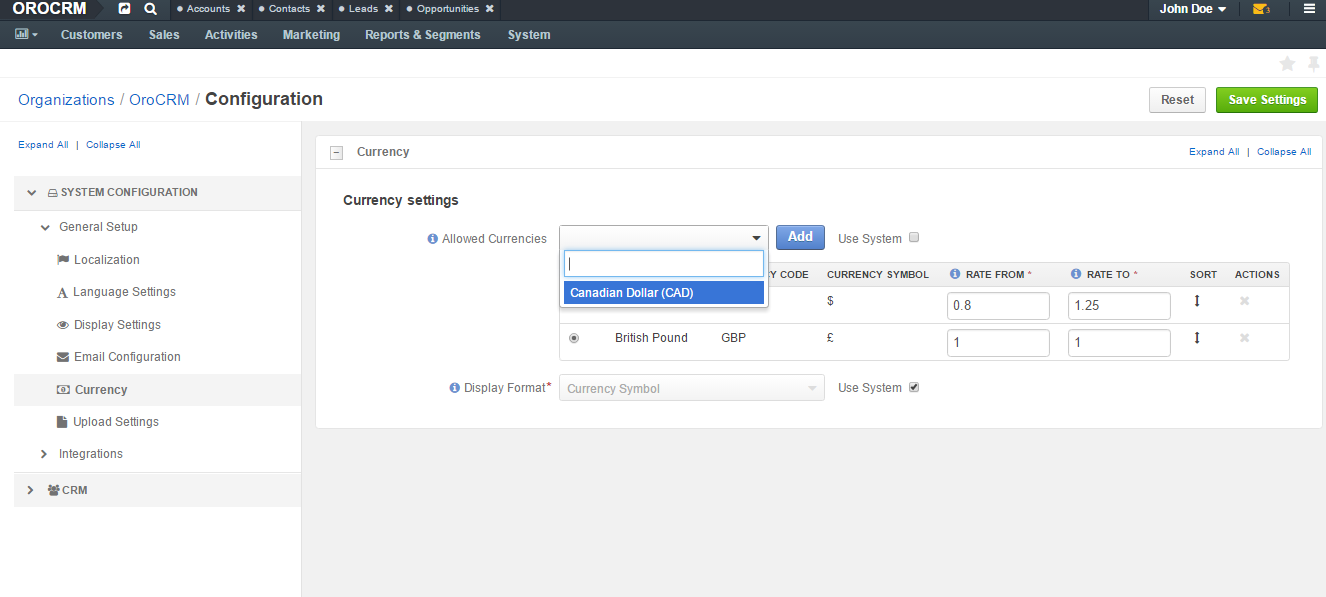 OROCRM Accounts Contacts Leads Opportunities John Doe 3
Customers Sales Activities Marketing Reports & Segments System
Organizations / OroCRM / Configuration Reset Save Settings
Expand All | Collapse All
Currency Expand All | Collapse All
SYSTEM CONFIGURATION
General Setup
Localization
Language Settings
Display Settings
Email Configuration
Currency
Upload Settings
Integrations
CRM
Currency settings
Allowed Currencies Add Use System
Canadian Dollar (CAD)
Y CODE CURRENCY SYMBOL RATE FROM * RATE TO * SORT ACTIONS
$ 0.8 1.25
British Pound GBP £ 1 1
Display Format* Currency Symbol Use System